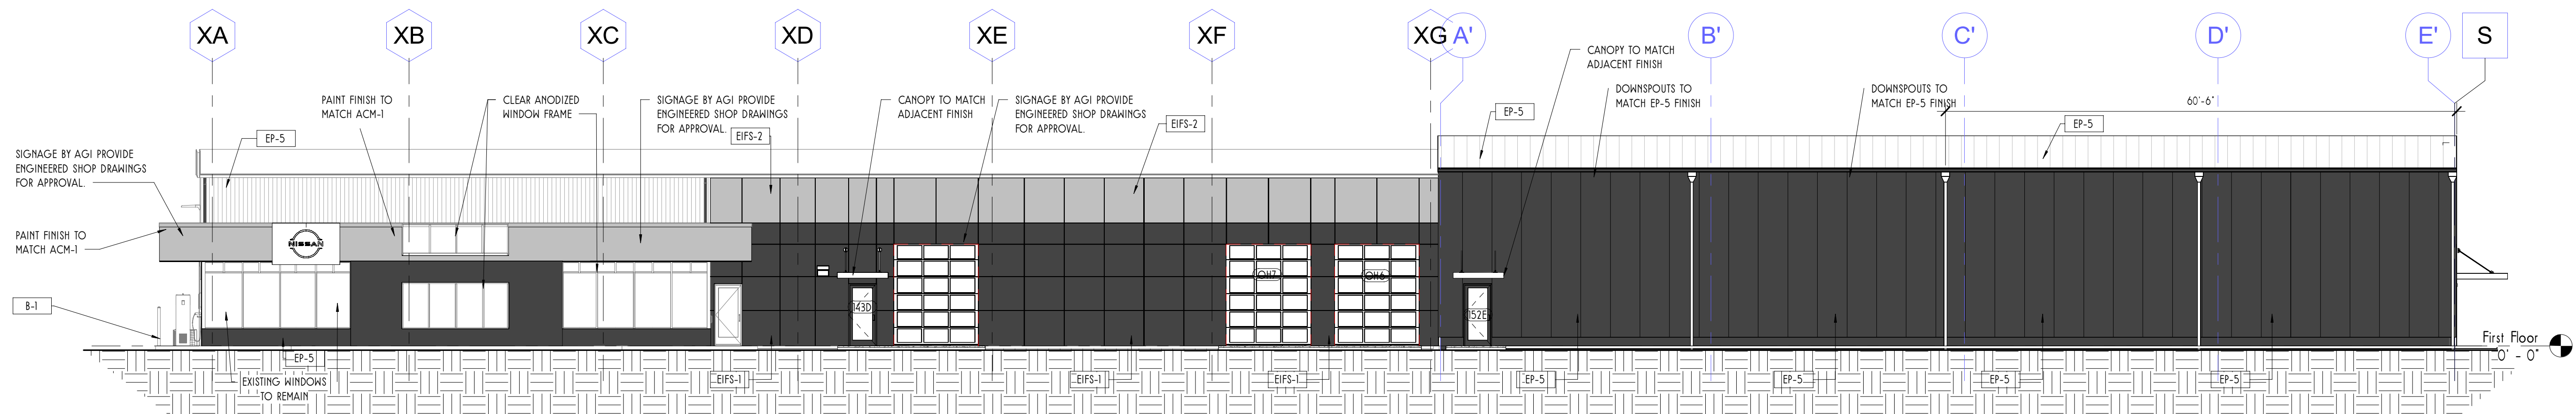 XA
XB
XC
XD
XE
XF
XG
A'
B'
C'
D'
E'
S
CANOPY TO MATCH
ADJACENT FINISH
DOWNSPOUTS TO
MATCH EP-5 FINISH
DOWNSPOUTS TO
MATCH EP-5 FINISH
60'-6"
PAINT FINISH TO
MATCH ACM-1
CLEAR ANODIZED
WINDOW FRAME
SIGNAGE BY AGI PROVIDE
ENGINEERED SHOP DRAWINGS
FOR APPROVAL.
CANOPY TO MATCH
ADJACENT FINISH
SIGNAGE BY AGI PROVIDE
ENGINEERED SHOP DRAWINGS
FOR APPROVAL.
EP-5
EIFS-2
EIFS-2
EP-5
EP-5
SIGNAGE BY AGI PROVIDE
ENGINEERED SHOP DRAWINGS
FOR APPROVAL.
PAINT FINISH TO
MATCH ACM-1
NISSAN
B-1
143D
OH7
OH6
152E
First Floor
0' - 0"
EP-5
EXISTING WINDOWS
TO REMAIN
EIFS-1
EIFS-1
EIFS-1
EP-5
EP-5
EP-5
EP-5